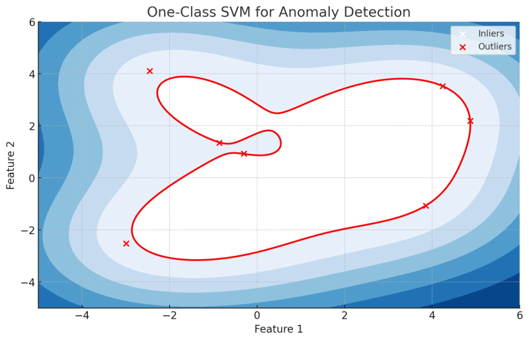 One-Class SVM for Anomaly Detection
6
Inliers
Outliers
4
2
0
−2
−4
Feature 2
−4 −2 0 2 4 6
Feature 1